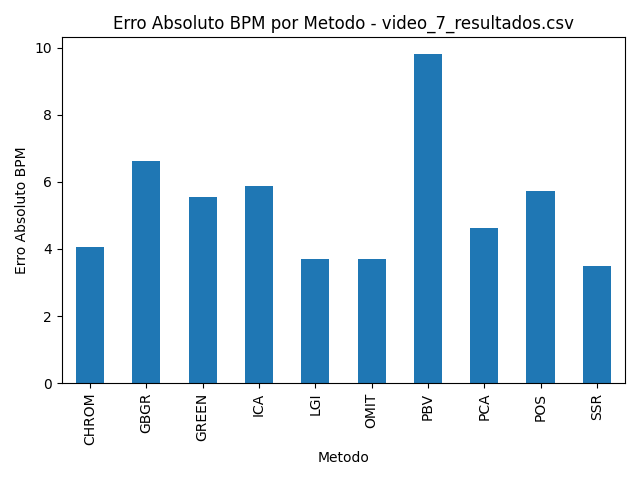 Erro Absoluto BPM por Metodo - video_7_resultados.csv
Erro Absoluto BPM
10
8
6
4
2
0
CHROM
GBGR
GREEN
ICA
LGI
OMIT
PBV
PCA
POS
SSR
Metodo